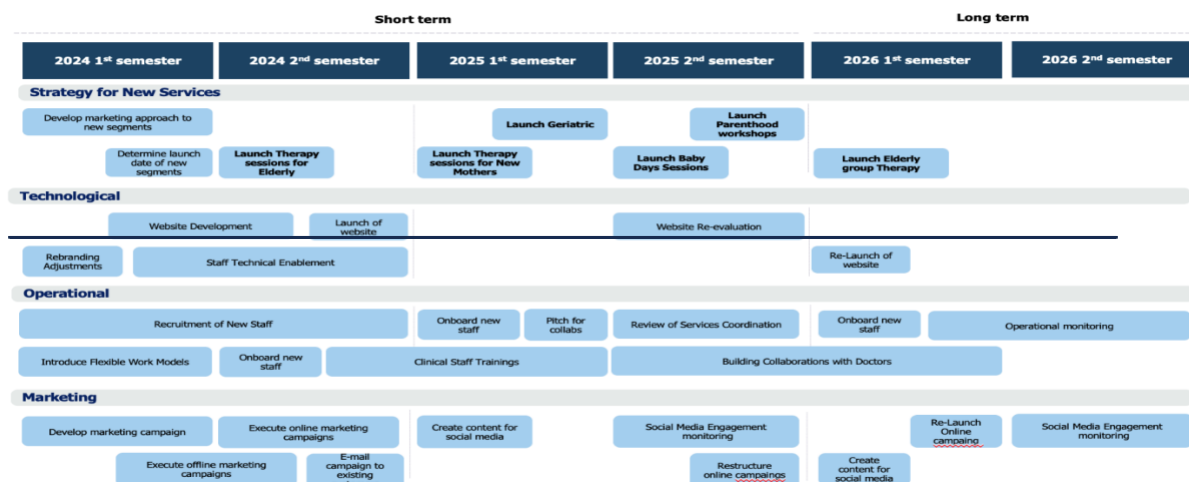 Short term
Long term
2024 1st semester
2024 2nd semester
2025 1st semester
2025 2nd semester
2026 1st semester
2026 2nd semester
Strategy for New Services
Develop marketing approach to
new segments
Launch Geriatric
Launch
Parenthood
workshops
Determine launch
date of new
segments
Launch Therapy
sessions for
Elderly
Launch Therapy
sessions for New
Mothers
Launch Baby
Days Sessions
Launch Elderly
group Therapy
Technological
Website Development
Launch of
website
Website Re-evaluation
Rebranding
Adjustments
Staff Technical Enablement
Re-Launch of
website
Operational
Recruitment of New Staff
Onboard new
staff
Pitch for
collabs
Review of Services Coordination
Onboard new
staff
Operational monitoring
Introduce Flexible Work Models
Onboard new
staff
Clinical Staff Trainings
Building Collaborations with Doctors
Marketing
Develop marketing campaign
Execute online marketing
campaigns
Create content for
social media
Social Media Engagement
monitoring
Re-Launch
Online
campaing
Social Media Engagement
monitoring
Execute offline marketing
campaigns
E-mail
campaign to
existing
Restructure
online campaings
Create
content for
social media